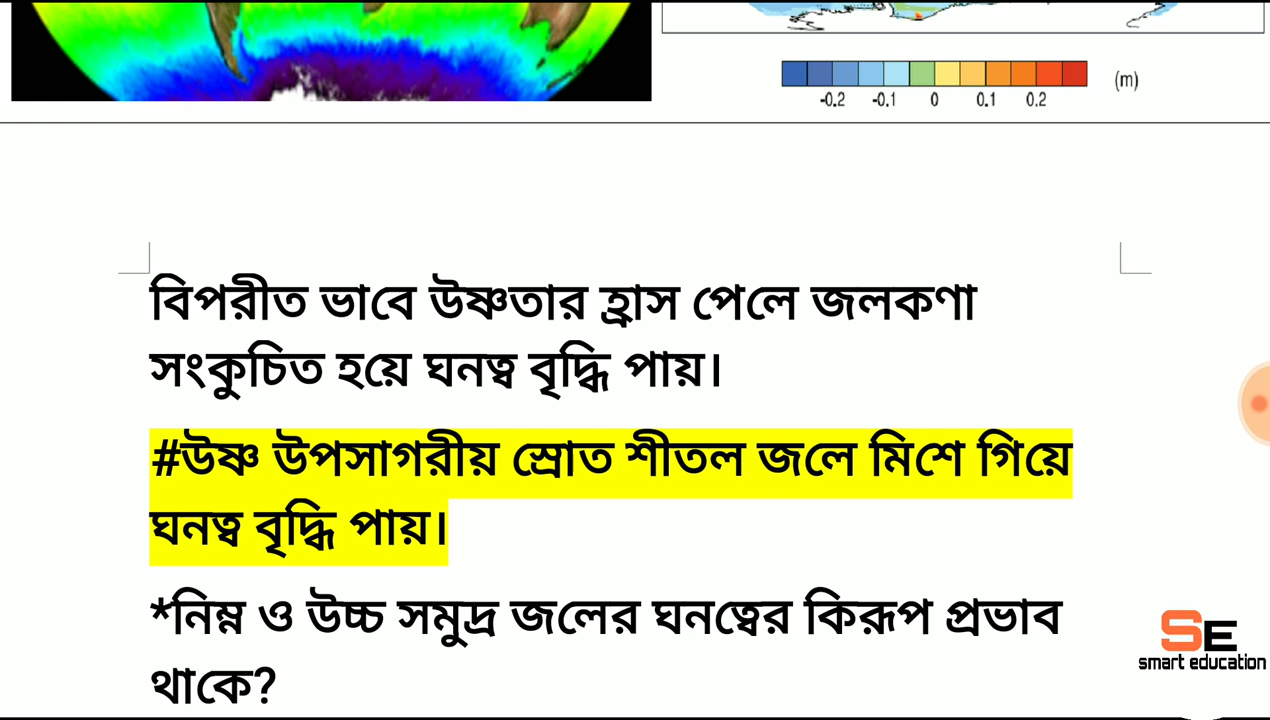 (m)
-0.2 -0.1 0 0.1 0.2
বিপরীত ভাবে উষ্ণতার হ্রাস পেলে জলকণা
সংকুচিত হয়ে ঘনত্ব বৃদ্ধি পায়।
#উষ্ণ উপসাগরীয় স্রোত শীতল জলে মিশে গিয়ে
ঘনত্ব বৃদ্ধি পায়।
*নিম্ন ও উচ্চ সমুদ্র জলের ঘনত্বের কিরূপ প্রভাব
থাকে?
SE
smart education